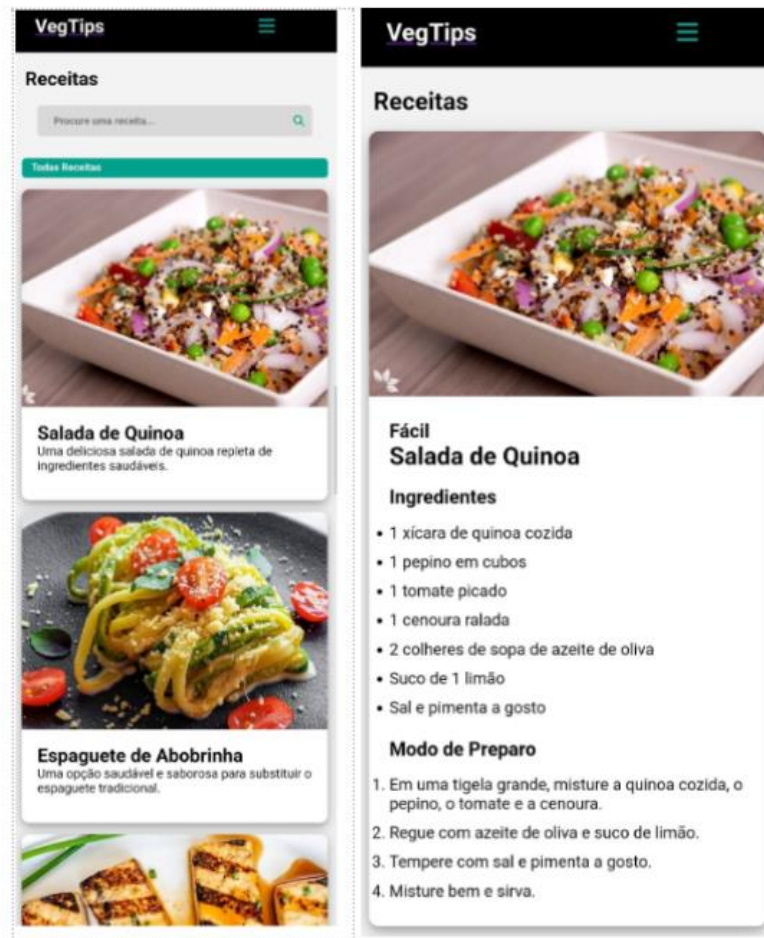 VegTips
Receitas
Procure uma receita...
Todas Receitas
Salada de Quinoa
Uma deliciosa salada de quinoa repleta de
ingredientes saudáveis.
Espaguete de Abobrinha
Uma opção saudável e saborosa para substituir o
espaguete tradicional.
VegTips
Receitas
Fácil
Salada de Quinoa
Ingredientes
• 1 xícara de quinoa cozida
• 1 pepino em cubos
• 1 tomate picado
• 1 cenoura ralada
• 2 colheres de sopa de azeite de oliva
• Suco de 1 limão
• Sal e pimenta a gosto
Modo de Preparo
1. Em uma tigela grande, misture a quinoa cozida, o
pepino, o tomate e a cenoura.
2. Regue com azeite de oliva e suco de limão.
3. Tempere com sal e pimenta a gosto.
4. Misture bem e sirva.